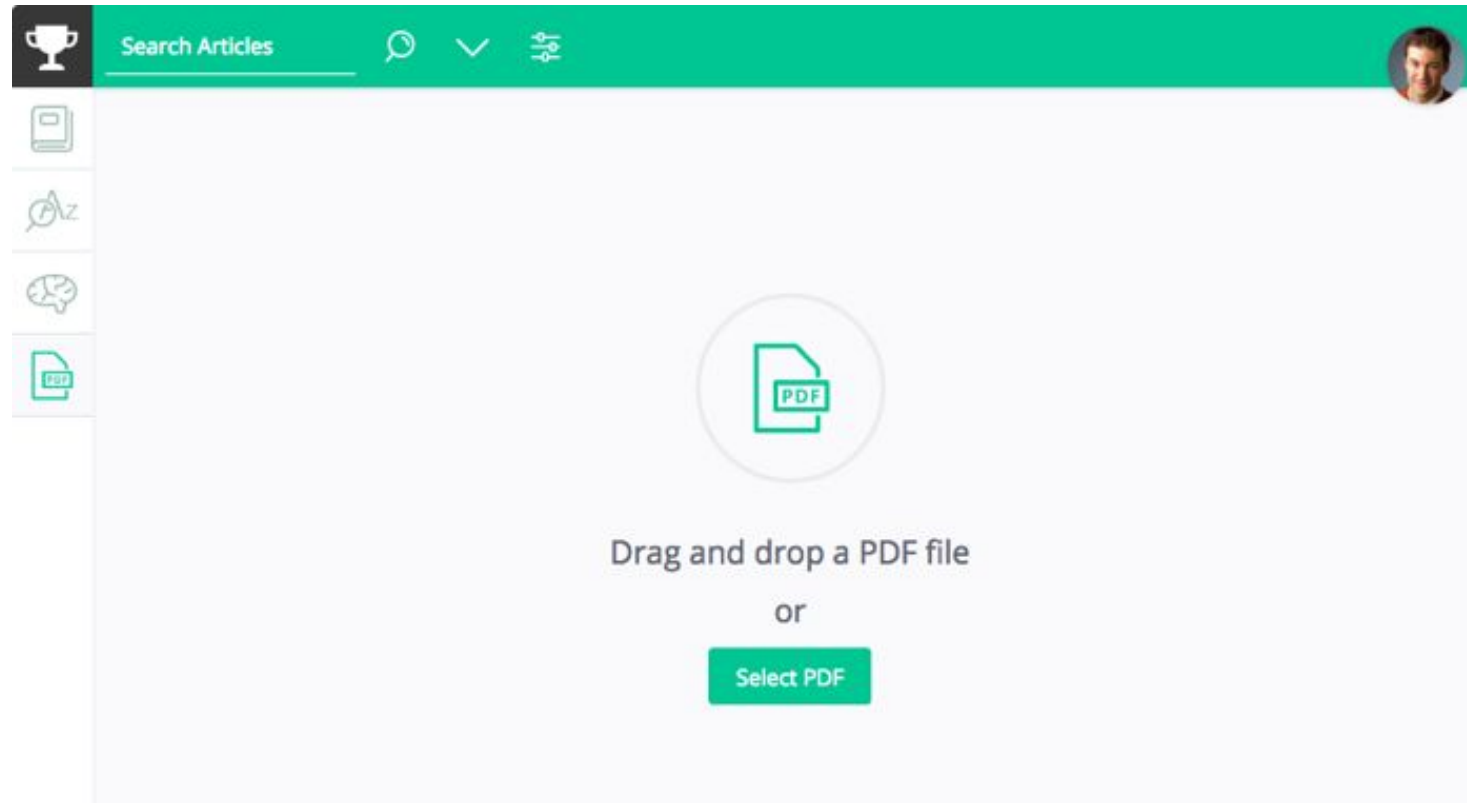 Search Articles
AZ
PDF
PDF
Drag and drop a PDF file
or
Select PDF